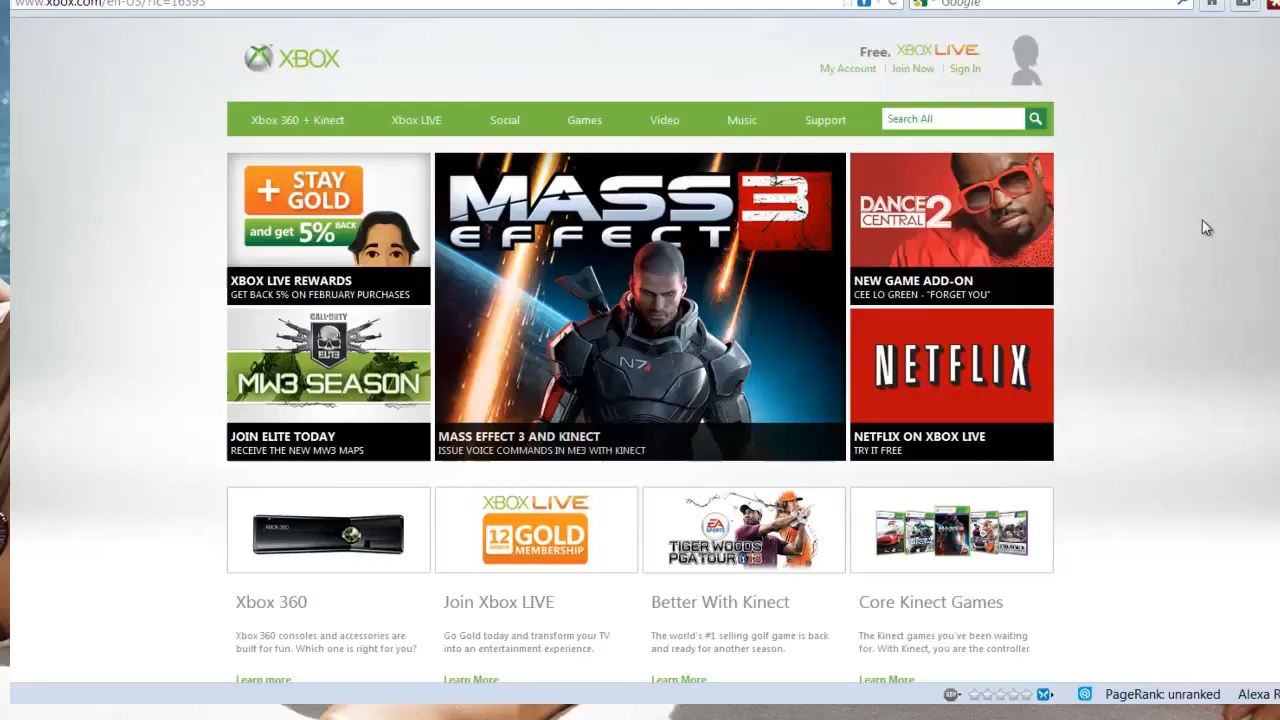 www.xbox.com/en-US/?lc=16393
Google
XBOX
Free. XBOX LIVE
My Account | Join Now | Sign In
Xbox 360 + Kinect Xbox LIVE Social Games Video Music Support Search All
+ STAY GOLD
and get 5% BACK
XBOX LIVE REWARDS
GET BACK 5% ON FEBRUARY PURCHASES
CALL OF DUTY
ELITE
MW3 SEASON
JOIN ELITE TODAY
RECEIVE THE NEW MW3 MAPS
MASS 3
EFFECT
N7
MASS EFFECT 3 AND KINECT
ISSUE VOICE COMMANDS IN ME3 WITH KINECT
DANCE
CENTRAL 2
NEW GAME ADD-ON
CEE LO GREEN - "FORGET YOU"
NETFLIX
NETFLIX ON XBOX LIVE
TRY IT FREE
XBOX 360
Xbox 360
Xbox 360 consoles and accessories are
built for fun. Which one is right for you?
Learn more
XBOX LIVE
12 MONTH GOLD
MEMBERSHIP
Join Xbox LIVE
Go Gold today and transform your TV
into an entertainment experience.
Learn More
EA
SPORTS
TIGER WOODS
PGA TOUR 13
Better With Kinect
The world's #1 selling golf game is back
and ready for another season.
Learn More
Core Kinect Games
The Kinect games you've been waiting
for. With Kinect, you are the controller
Learn More
PageRank: unranked Alexa R